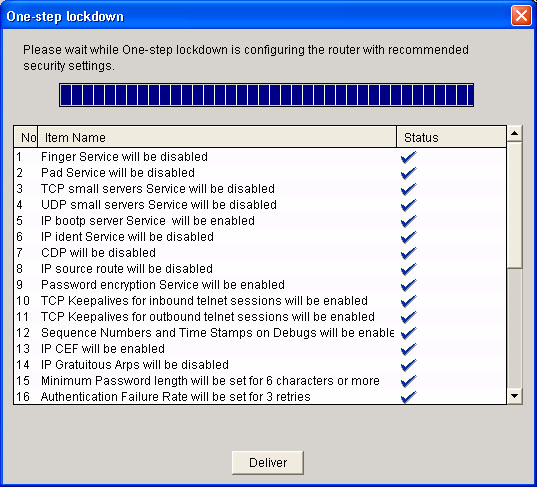 One-step lockdown
Please wait while One-step lockdown is configuring the router with recommended
security settings.
No Item Name Status
1 Finger Service will be disabled
2 Pad Service will be disabled
3 TCP small servers Service will be disabled
4 UDP small servers Service will be disabled
5 IP bootp server Service will be enabled
6 IP ident Service will be disabled
7 CDP will be disabled
8 IP source route will be disabled
9 Password encryption Service will be enabled
10 TCP Keepalives for inbound telnet sessions will be enabled
11 TCP Keepalives for outbound telnet sessions will be enabled
12 Sequence Numbers and Time Stamps on Debugs will be enable
13 IP CEF will be enabled
14 IP Gratuitous Arps will be disabled
15 Minimum Password length will be set for 6 characters or more
16 Authentication Failure Rate will be set for 3 retries
Deliver